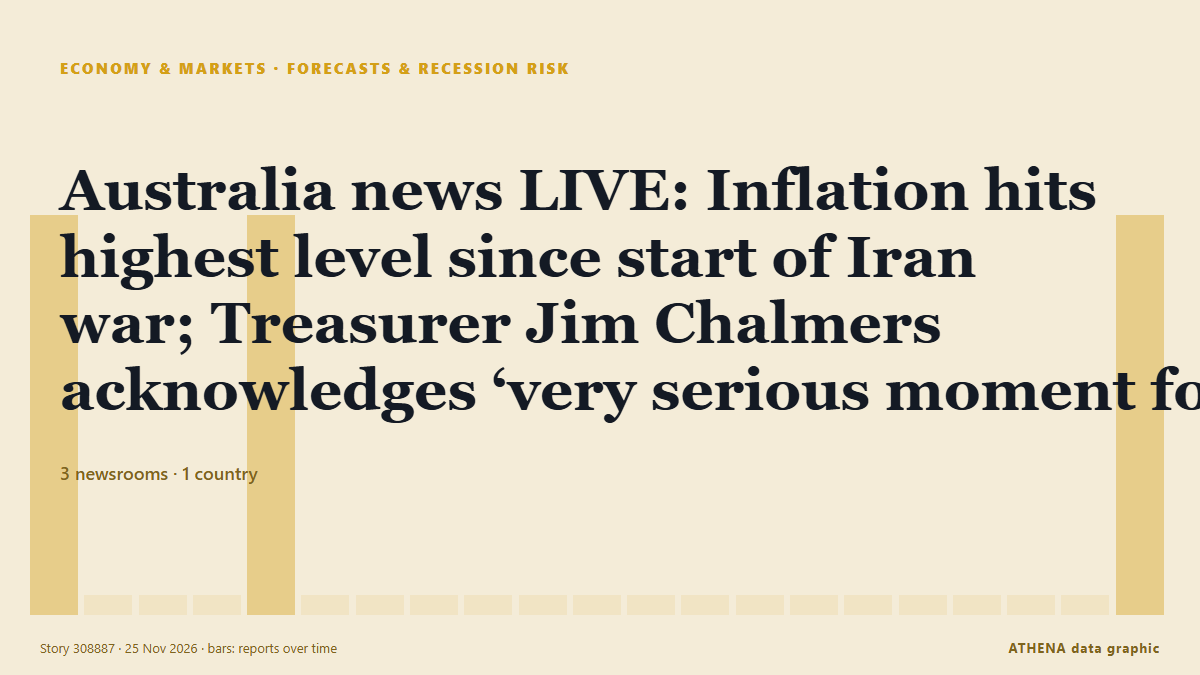 ECONOMY & MARKETS · FORECASTS & RECESSION RISK
Australia news LIVE: Inflation hits
highest level since start of Iran
war; Treasurer Jim Chalmers
acknowledges ‘very serious moment fo
3 newsrooms · 1 country
Story 308887 · 25 Nov 2026 · bars: reports over time
ATHENA data graphic